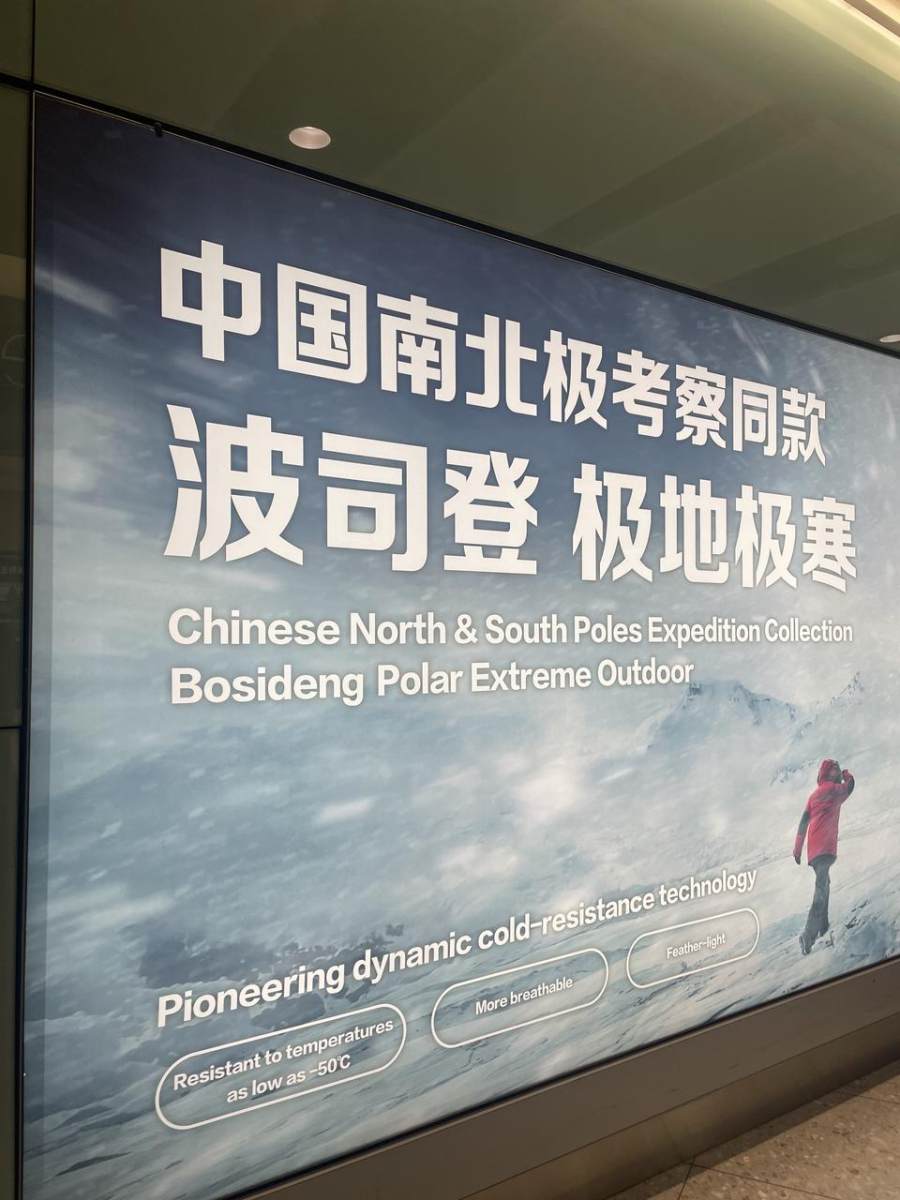 中国南北极考察同款
波司登 极地极寒
Chinese North & South Poles Expedition Collection
Bosideng Polar Extreme Outdoor
Pioneering dynamic cold-resistance technology
Resistant to temperatures
as low as -50℃
More breathable
Feather-light